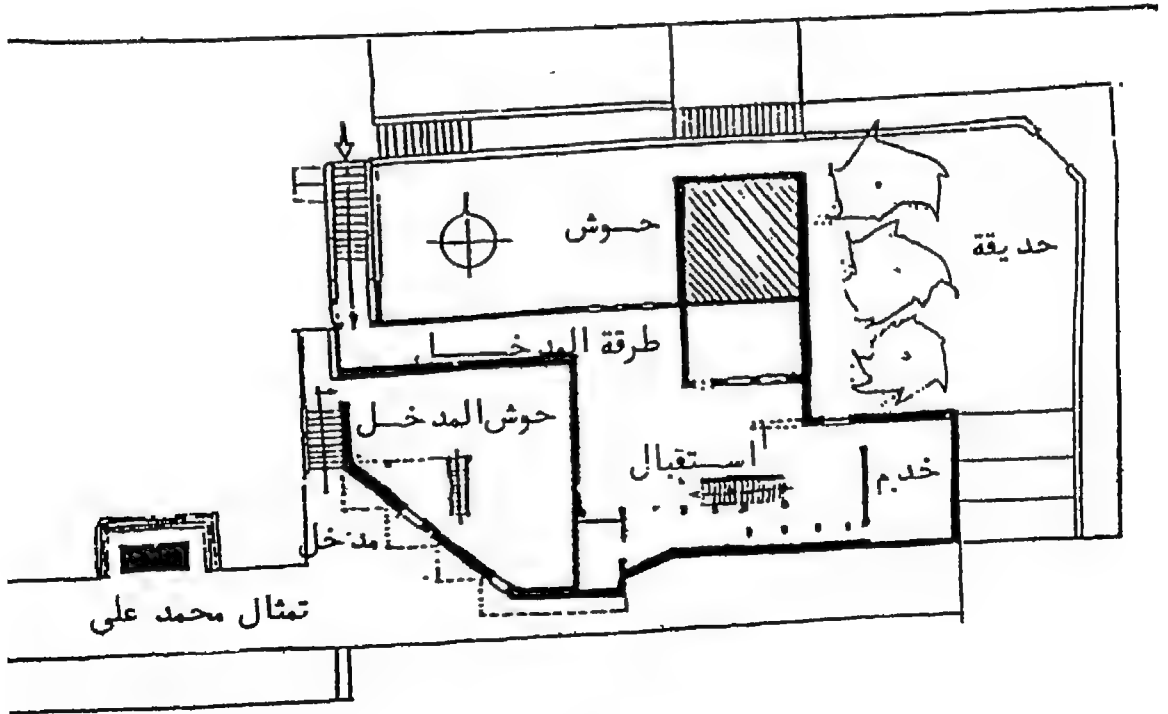 حوش
حديقة
طرقة المدخل
حوش المدخل
استقبال
خدم
مدخل
تمثال محمد علي